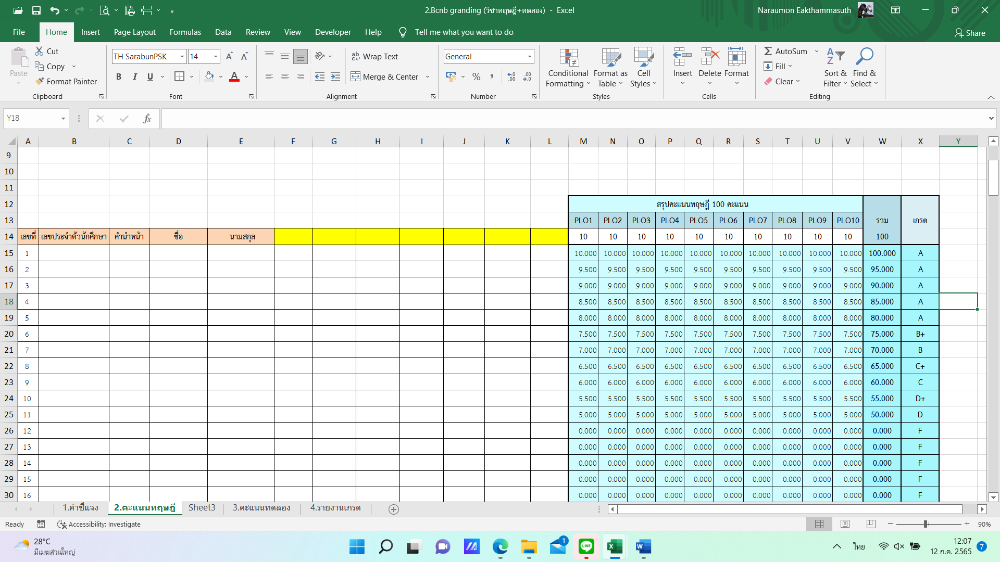 2.Bcnb granding (วิชาทฤษฎี+ทดลอง) - Excel
Naraumon Eakthammasuth
File Home Insert Page Layout Formulas Data Review View Developer Help Tell me what you want to do Share
Paste Cut
Copy
Format Painter
Clipboard
TH SarabunPSK 14
B I U
Font
Wrap Text
Merge & Center
Alignment
General
Number
Conditional Formatting
Format as Table
Cell Styles
Styles
Insert Delete Format
Cells
AutoSum
Fill
Clear
Sort & Filter
Find & Select
Editing
Y18 fx
A B C D E F G H I J K L M N O P Q R S T U V W X Y
9
10
11
12 สรุปคะแนนทฤษฎี 100 คะแนน
13 PLO1 PLO2 PLO3 PLO4 PLO5 PLO6 PLO7 PLO8 PLO9 PLO10 รวม เกรด
14 เลขที่ เลขประจำตัวนักศึกษา คำนำหน้า ชื่อ นามสกุล 10 10 10 10 10 10 10 10 10 10 100
15 1 10.000 10.000 10.000 10.000 10.000 10.000 10.000 10.000 10.000 10.000 100.000 A
16 2 9.500 9.500 9.500 9.500 9.500 9.500 9.500 9.500 9.500 9.500 95.000 A
17 3 9.000 9.000 9.000 9.000 9.000 9.000 9.000 9.000 9.000 9.000 90.000 A
18 4 8.500 8.500 8.500 8.500 8.500 8.500 8.500 8.500 8.500 8.500 85.000 A
19 5 8.000 8.000 8.000 8.000 8.000 8.000 8.000 8.000 8.000 8.000 80.000 A
20 6 7.500 7.500 7.500 7.500 7.500 7.500 7.500 7.500 7.500 7.500 75.000 B+
21 7 7.000 7.000 7.000 7.000 7.000 7.000 7.000 7.000 7.000 7.000 70.000 B
22 8 6.500 6.500 6.500 6.500 6.500 6.500 6.500 6.500 6.500 6.500 65.000 C+
23 9 6.000 6.000 6.000 6.000 6.000 6.000 6.000 6.000 6.000 6.000 60.000 C
24 10 5.500 5.500 5.500 5.500 5.500 5.500 5.500 5.500 5.500 5.500 55.000 D+
25 11 5.000 5.000 5.000 5.000 5.000 5.000 5.000 5.000 5.000 5.000 50.000 D
26 12 0.000 0.000 0.000 0.000 0.000 0.000 0.000 0.000 0.000 0.000 0.000 F
27 13 0.000 0.000 0.000 0.000 0.000 0.000 0.000 0.000 0.000 0.000 0.000 F
28 14 0.000 0.000 0.000 0.000 0.000 0.000 0.000 0.000 0.000 0.000 0.000 F
29 15 0.000 0.000 0.000 0.000 0.000 0.000 0.000 0.000 0.000 0.000 0.000 F
30 16 0.000 0.000 0.000 0.000 0.000 0.000 0.000 0.000 0.000 0.000 0.000 F
1.คำชี้แจง 2.คะแนนทฤษฎี Sheet3 3.คะแนนทดลอง 4.รายงานเกรด
Ready Accessibility: Investigate 90%
28°C
มีเมฆส่วนใหญ่
1
LINE
ไทย
12:07
12 ก.ค. 2565
7